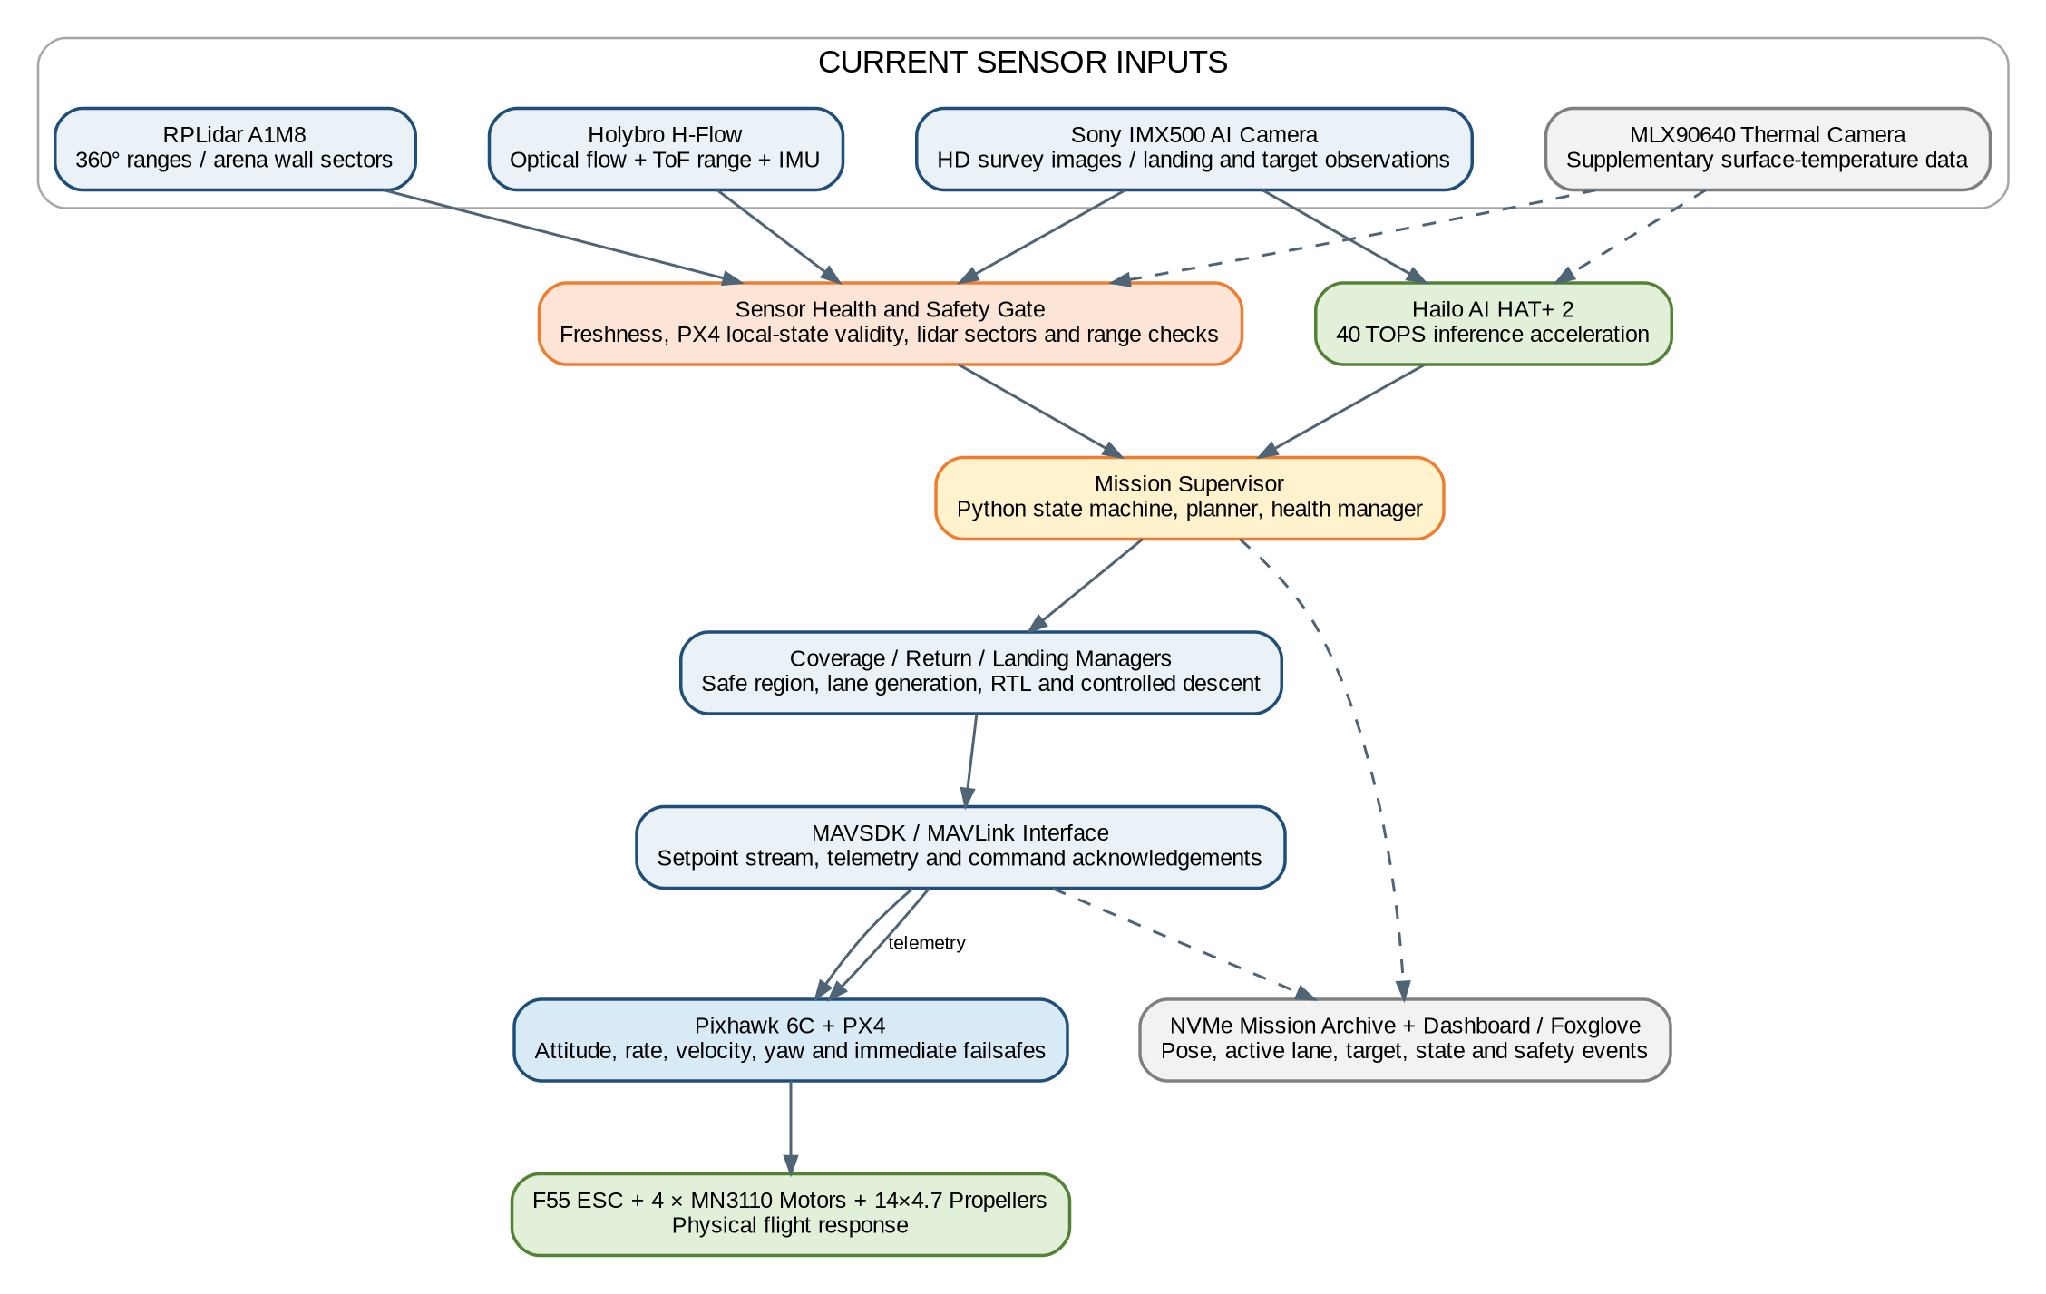 CURRENT SENSOR INPUTS
RPLidar A1M8
360° ranges / arena wall sectors
Holybro H-Flow
Optical flow + ToF range + IMU
Sony IMX500 AI Camera
HD survey images / landing and target observations
MLX90640 Thermal Camera
Supplementary surface-temperature data
Sensor Health and Safety Gate
Freshness, PX4 local-state validity, lidar sectors and range checks
Hailo AI HAT+ 2
40 TOPS inference acceleration
Mission Supervisor
Python state machine, planner, health manager
Coverage / Return / Landing Managers
Safe region, lane generation, RTL and controlled descent
MAVSDK / MAVLink Interface
Setpoint stream, telemetry and command acknowledgements
telemetry
Pixhawk 6C + PX4
Attitude, rate, velocity, yaw and immediate failsafes
NVMe Mission Archive + Dashboard / Foxglove
Pose, active lane, target, state and safety events
F55 ESC + 4 × MN3110 Motors + 14×4.7 Propellers
Physical flight response